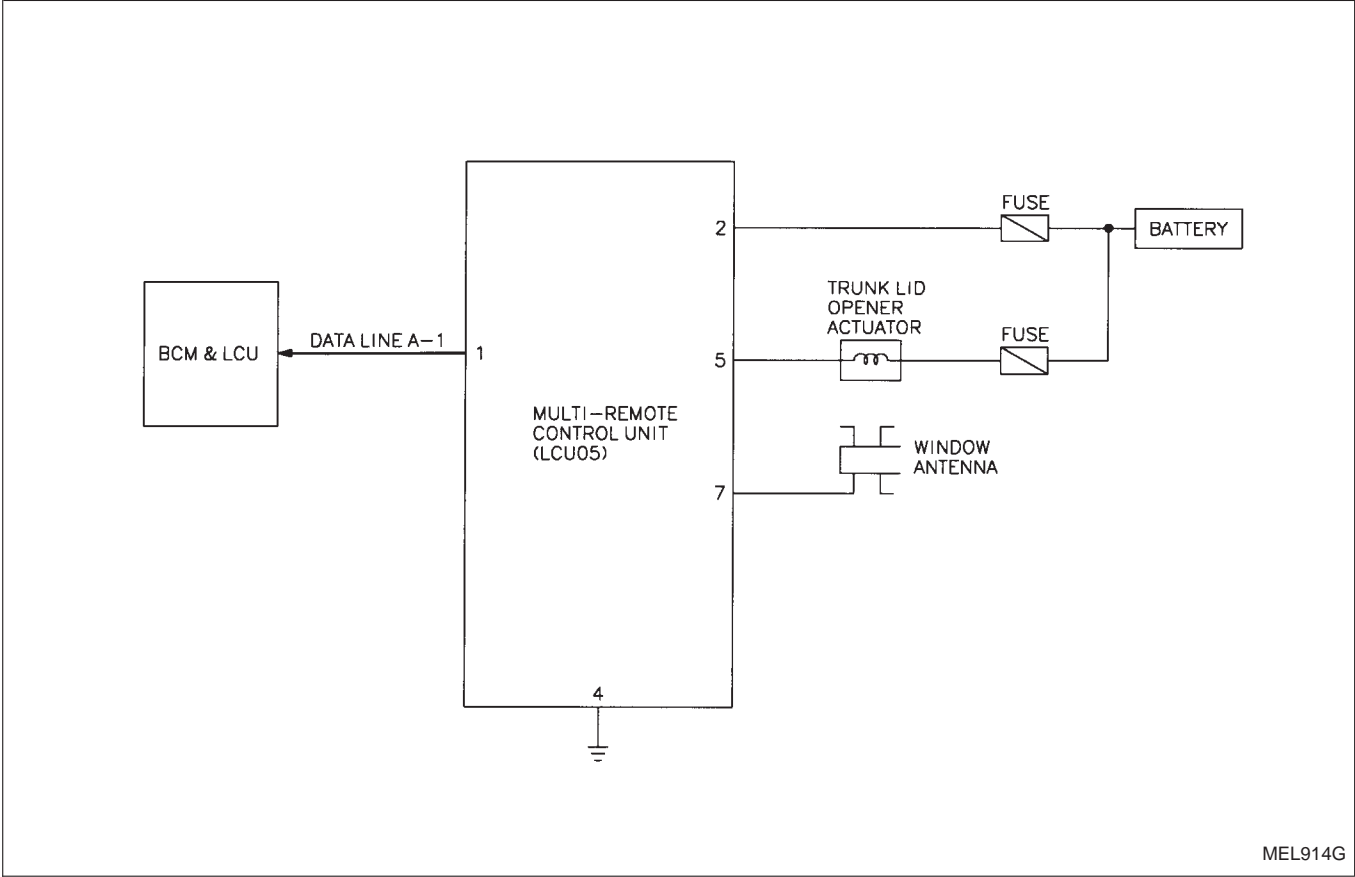 FUSE
2
BATTERY
TRUNK LID
OPENER
ACTUATOR
FUSE
DATA LINE A-1
BCM & LCU
1
5
MULTI-REMOTE
CONTROL UNIT
(LCU05)
WINDOW
ANTENNA
7
4
MEL914G